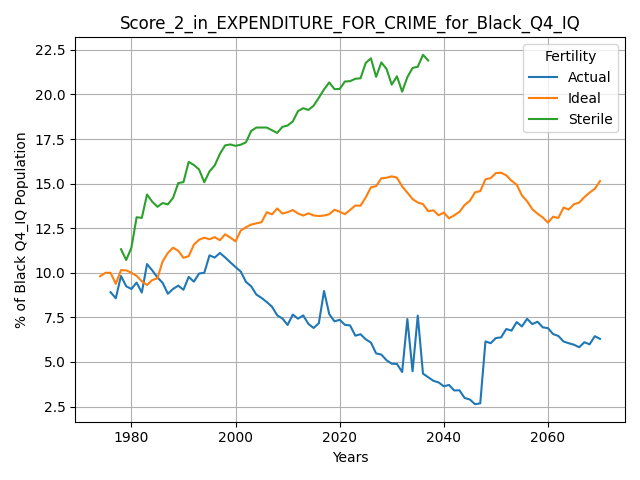 Score_2_in_EXPENDITURE_FOR_CRIME_for_Black_Q4_IQ
Fertility
Actual
Ideal
Sterile
% of Black Q4_IQ Population
22.5
20.0
17.5
15.0
12.5
10.0
7.5
5.0
2.5
1980
2000
2020
2040
2060
Years